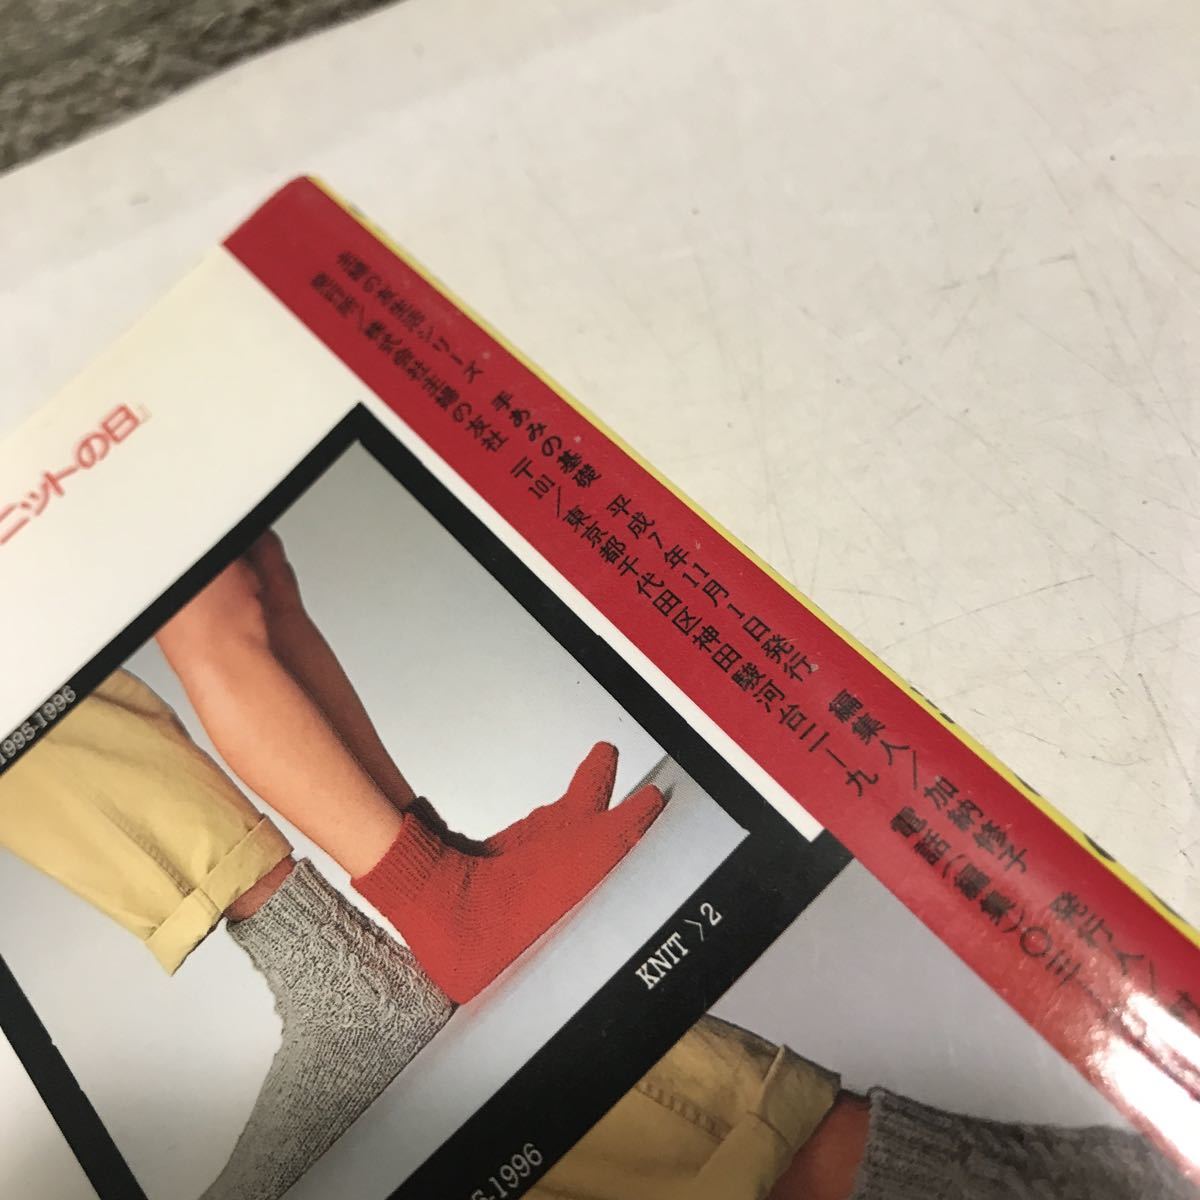 主婦の友生活シリーズ 手あみの基礎 平成7年11月1日発行 編集人/加納修子 発行人/
発行所/株式会社主婦の友社 〒101/東京都千代田区神田駿河台二ー九 電話(編集)〇三ー
ニットの日』
1995-1996
KNIT >2
1996